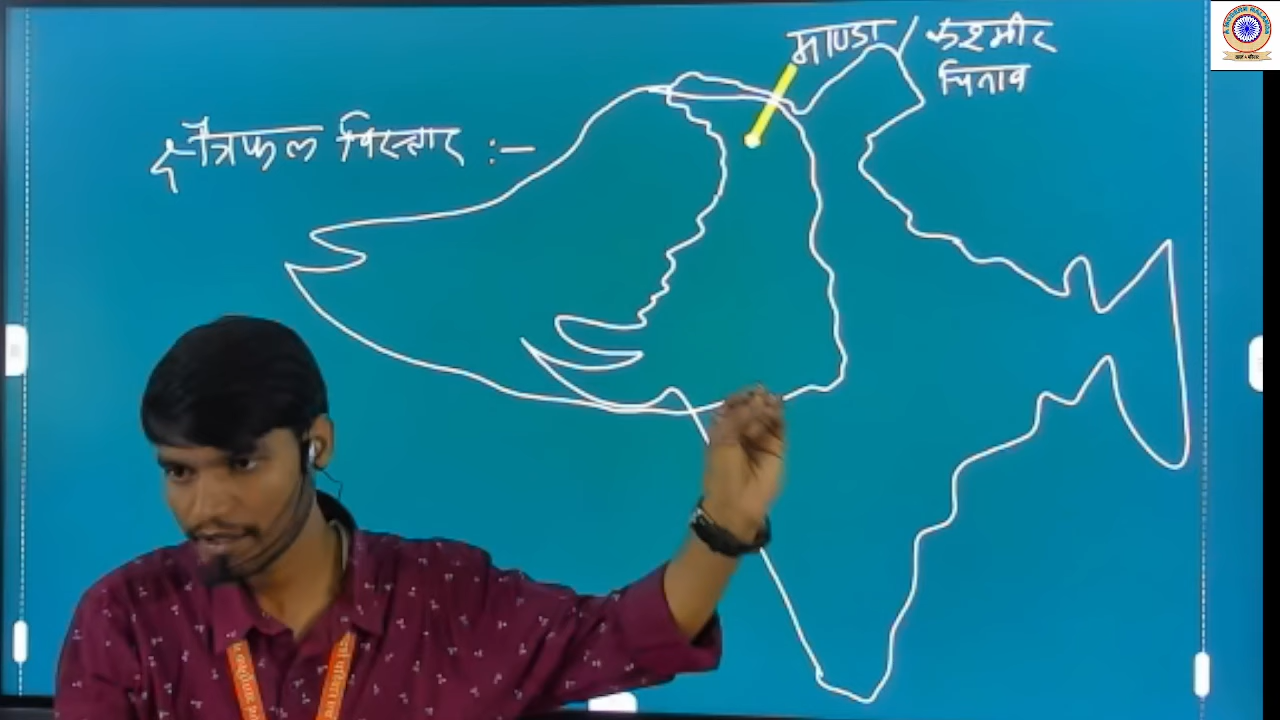 माण्डा / कश्मीर
चिनाव
क्षैत्रफल विस्तार :-